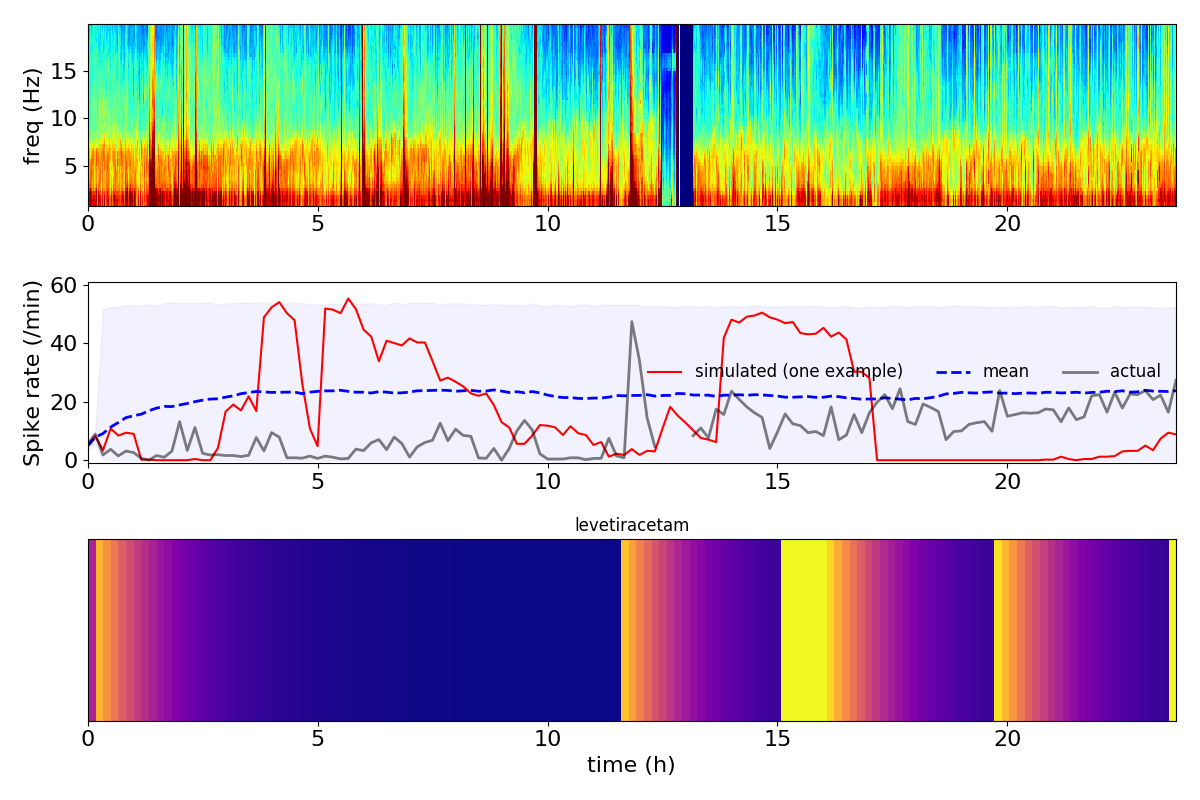 freq (Hz)
15
10
5
0 5 10 15 20
Spike rate (/min)
60
40
20
0
simulated (one example) mean actual
0 5 10 15 20
levetiracetam
0 5 10 15 20
time (h)